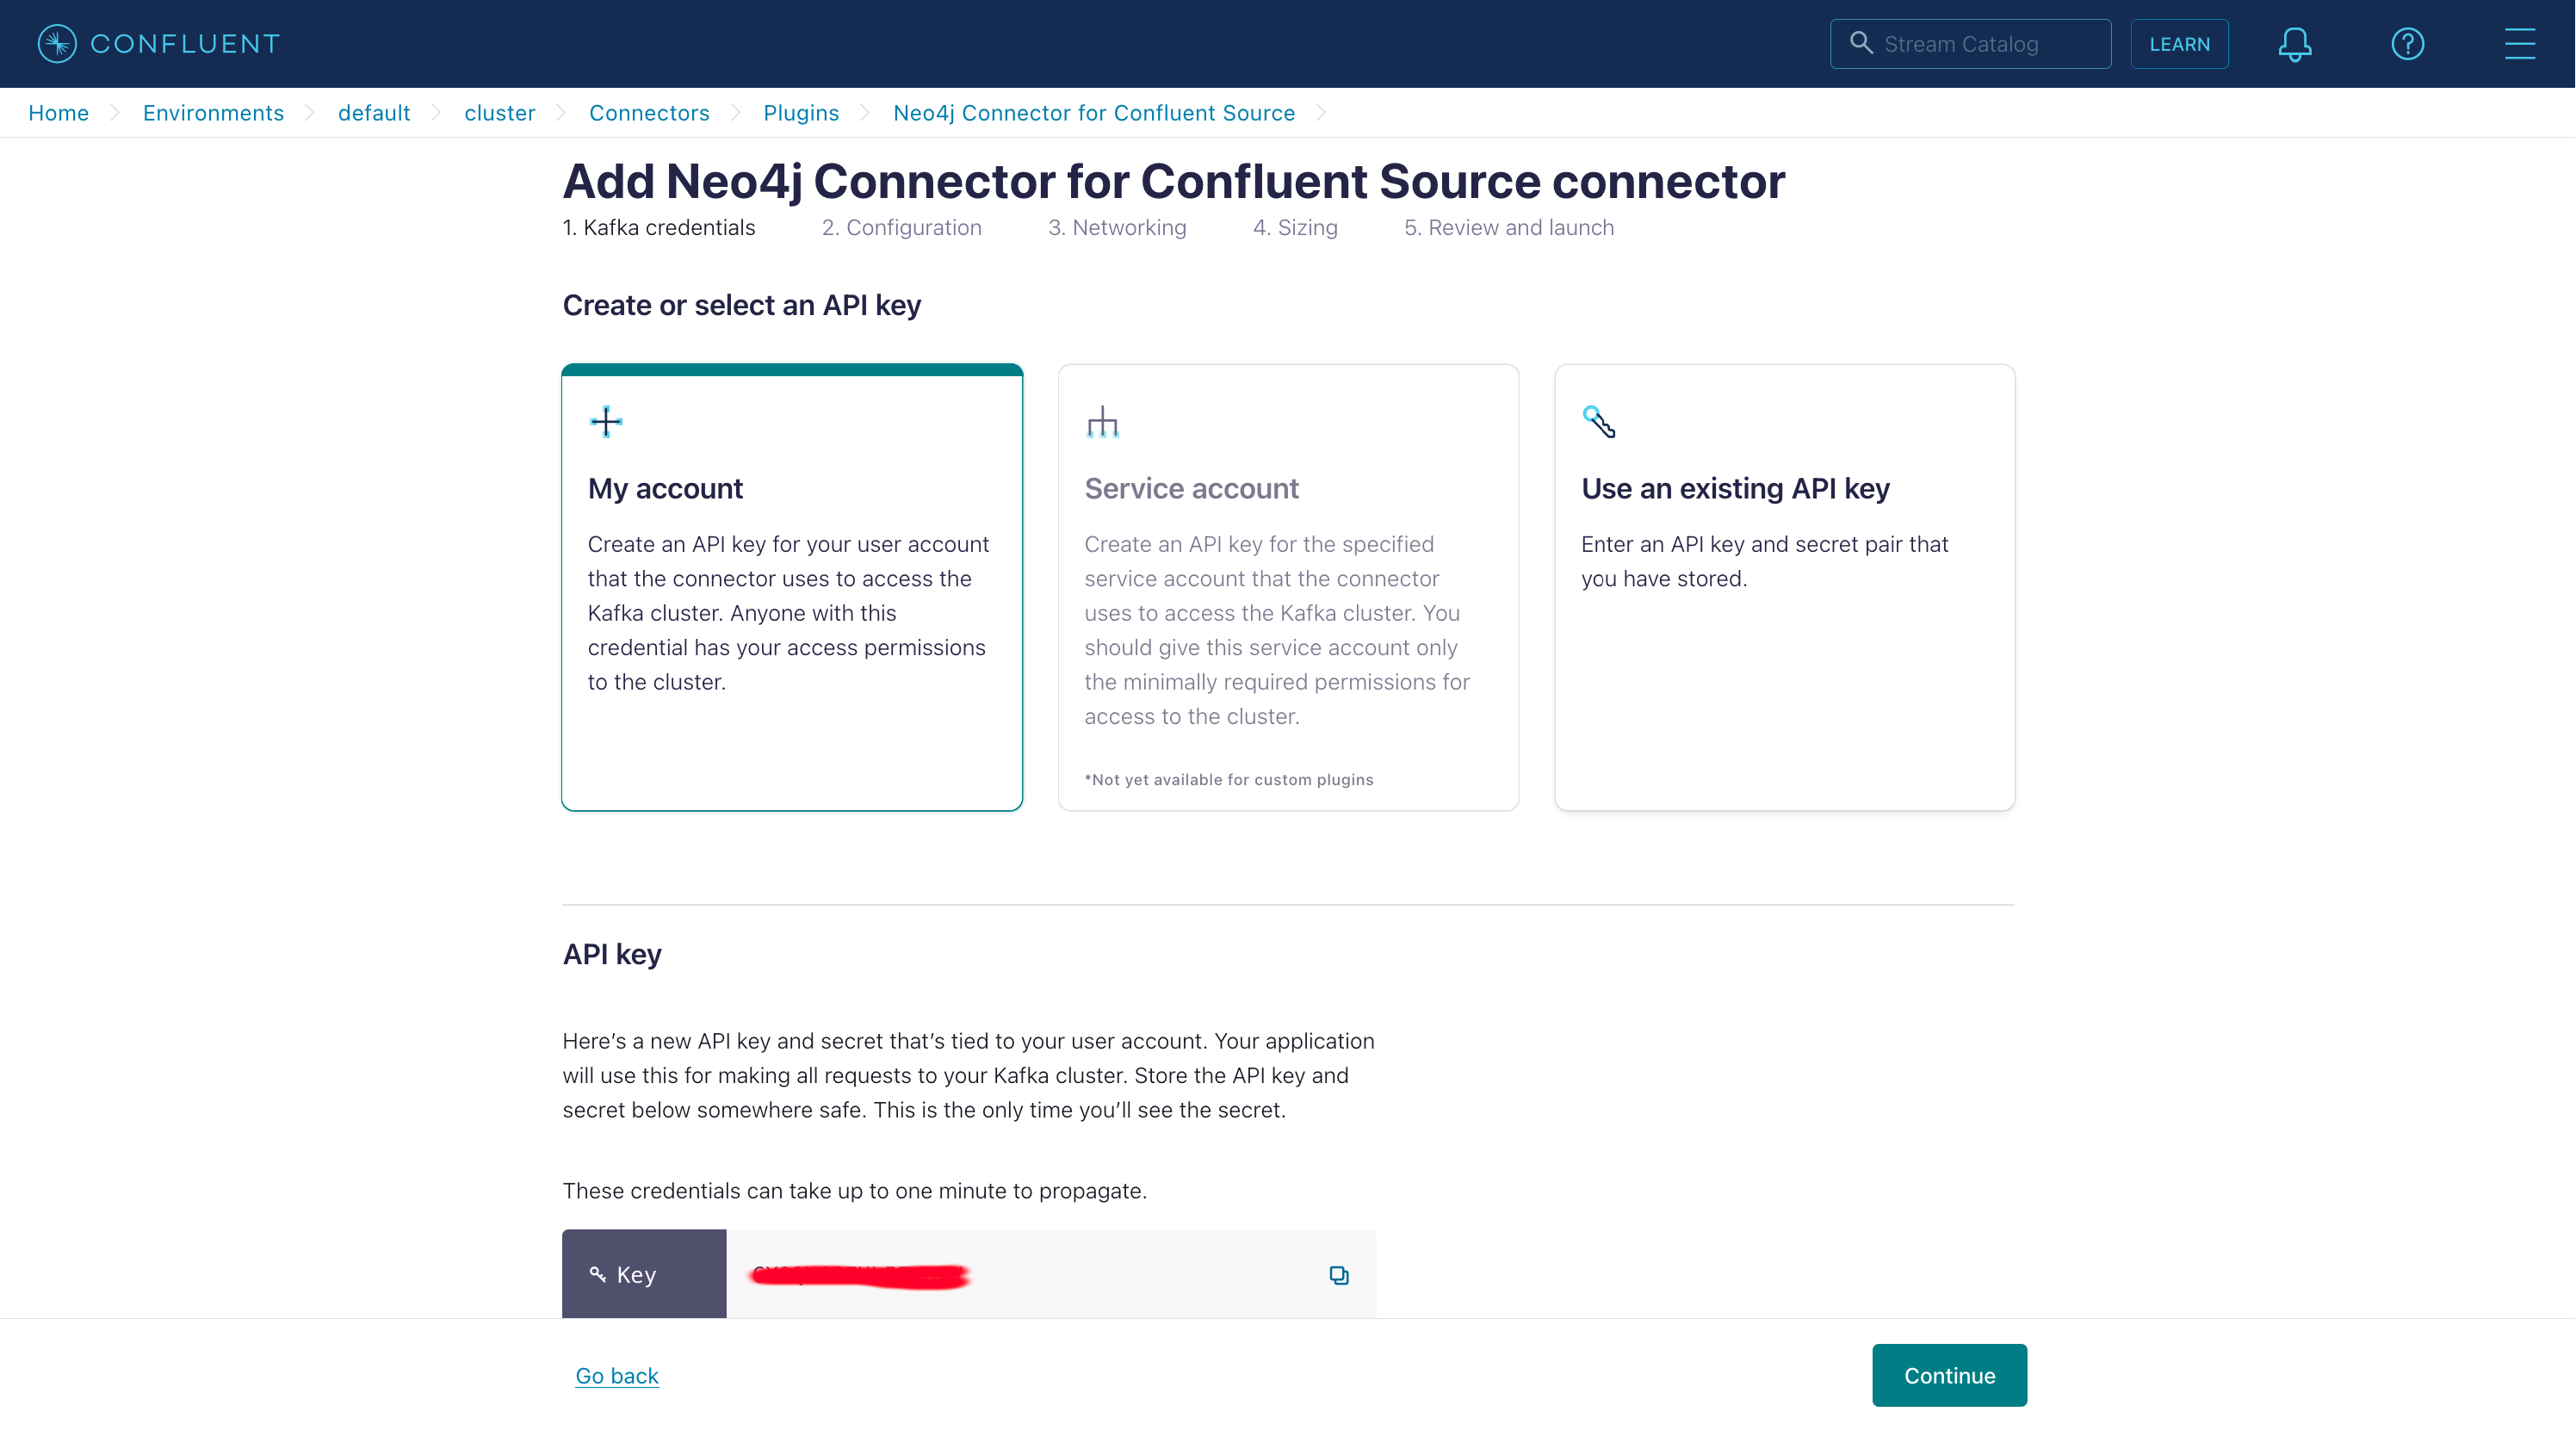 CONFLUENT
Stream Catalog
LEARN
Home
Environments
default
cluster
Connectors
Plugins
Neo4j Connector for Confluent Source
Add Neo4j Connector for Confluent Source connector
1. Kafka credentials
2. Configuration
3. Networking
4. Sizing
5. Review and launch
Create or select an API key
My account
Create an API key for your user account
that the connector uses to access the
Kafka cluster. Anyone with this
credential has your access permissions
to the cluster.
Service account
Create an API key for the specified
service account that the connector
uses to access the Kafka cluster. You
should give this service account only
the minimally required permissions for
access to the cluster.
*Not yet available for custom plugins
Use an existing API key
Enter an API key and secret pair that
you have stored.
API key
Here’s a new API key and secret that’s tied to your user account. Your application
will use this for making all requests to your Kafka cluster. Store the API key and
secret below somewhere safe. This is the only time you’ll see the secret.
These credentials can take up to one minute to propagate.
Key
Go back
Continue